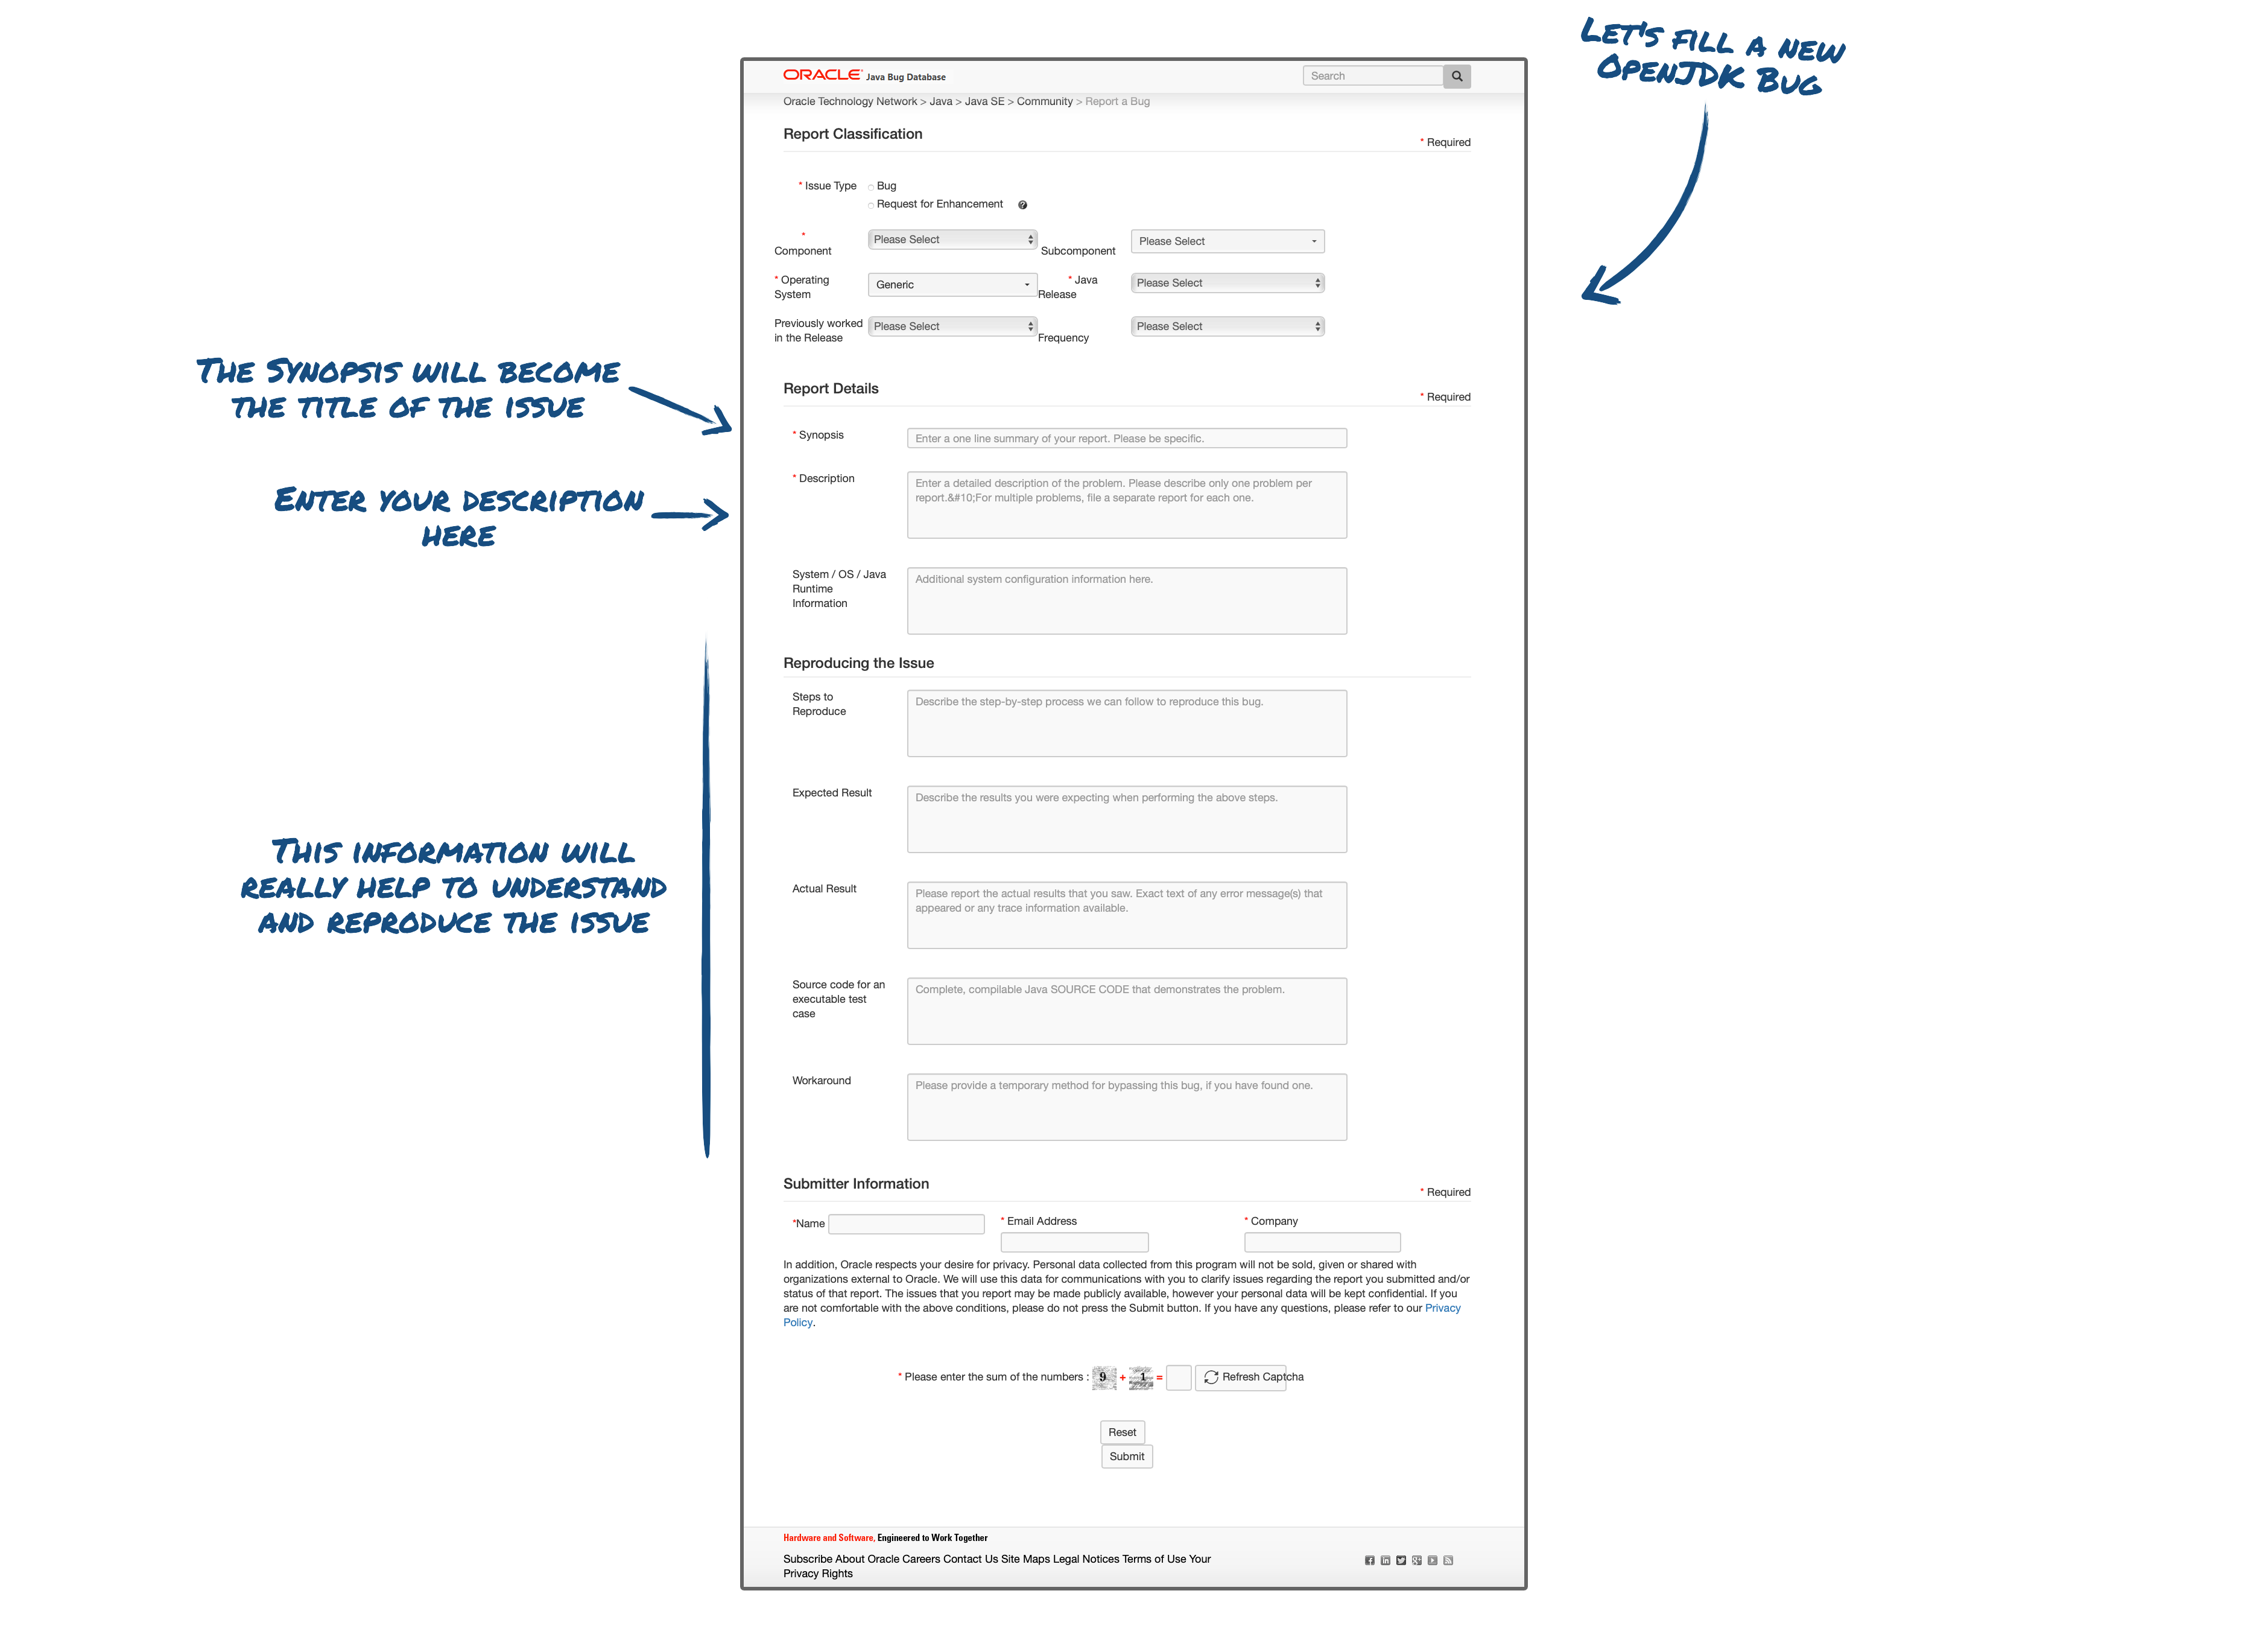 LET'S FILL A NEW
OPENJDK BUG
ORACLE Java Bug Database
Search
Oracle Technology Network > Java > Java SE > Community > Report a Bug
Report Classification
* Required
* Issue Type
Bug
Request for Enhancement ?
* Component
Please Select
Subcomponent
Please Select
* Operating
System
Generic
* Java
Release
Please Select
Previously worked
in the Release
Please Select
Frequency
Please Select
THE SYNOPSIS WILL BECOME
THE TITLE OF THE ISSUE
Report Details
* Required
* Synopsis
Enter a one line summary of your report. Please be specific.
ENTER YOUR DESCRIPTION
HERE
* Description
Enter a detailed description of the problem. Please describe only one problem per
report.&#10;For multiple problems, file a separate report for each one.
System / OS / Java
Runtime
Information
Additional system configuration information here.
Reproducing the Issue
Steps to
Reproduce
Describe the step-by-step process we can follow to reproduce this bug.
Expected Result
Describe the results you were expecting when performing the above steps.
THIS INFORMATION WILL
REALLY HELP TO UNDERSTAND
AND REPRODUCE THE ISSUE
Actual Result
Please report the actual results that you saw. Exact text of any error message(s) that
appeared or any trace information available.
Source code for an
executable test
case
Complete, compilable Java SOURCE CODE that demonstrates the problem.
Workaround
Please provide a temporary method for bypassing this bug, if you have found one.
Submitter Information
* Required
*Name
* Email Address
* Company
In addition, Oracle respects your desire for privacy. Personal data collected from this program will not be sold, given or shared with
organizations external to Oracle. We will use this data for communications with you to clarify issues regarding the report you submitted and/or
status of that report. The issues that you report may be made publicly available, however your personal data will be kept confidential. If you
are not comfortable with the above conditions, please do not press the Submit button. If you have any questions, please refer to our Privacy
Policy.
* Please enter the sum of the numbers : 9 + 1 = Refresh Captcha
Reset
Submit
Hardware and Software, Engineered to Work Together
Subscribe About Oracle Careers Contact Us Site Maps Legal Notices Terms of Use Your
Privacy Rights